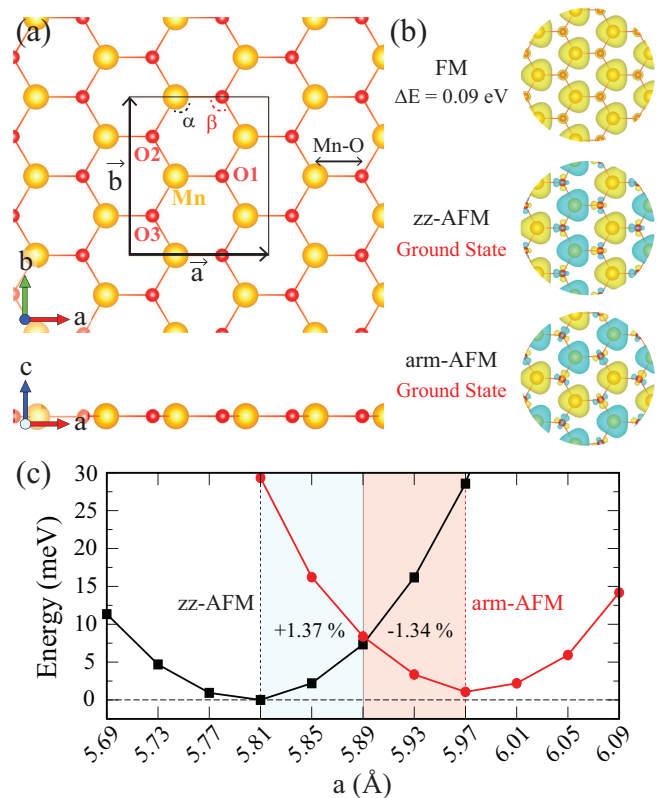 (a)
α
β
O2
b
O1
Mn-O
Mn
O3
a
b
a
c
a
(b)
FM
ΔE = 0.09 eV
zz-AFM
Ground State
arm-AFM
Ground State
(c)
Energy (meV)
30
25
20
15
10
5
0
zz-AFM
arm-AFM
+1.37 %
-1.34 %
5.69
5.73
5.77
5.81
5.85
5.89
5.93
5.97
6.01
6.05
6.09
a (Å)